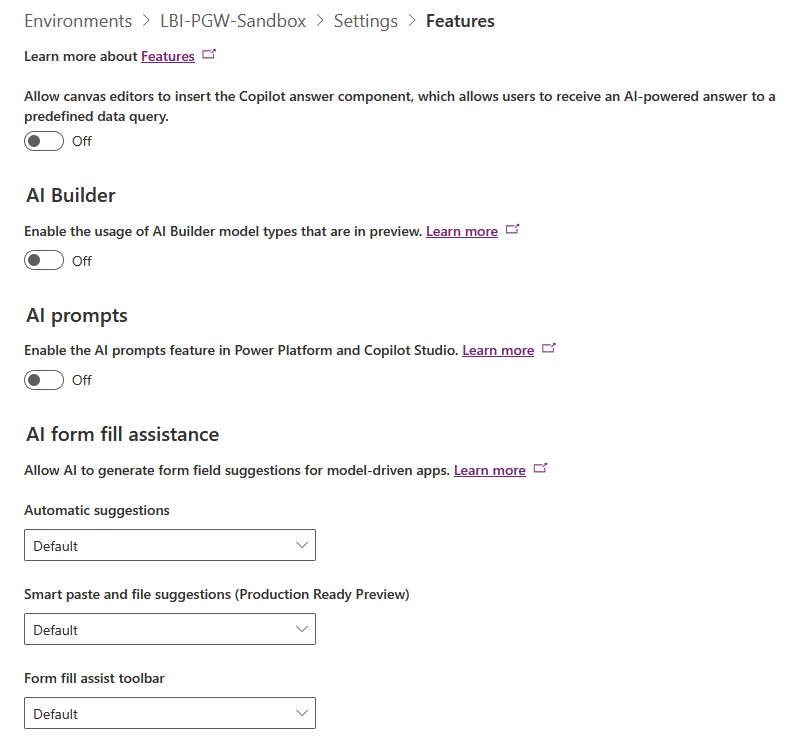 Environments > LBI-PGW-Sandbox > Settings > Features
Learn more about Features
Allow canvas editors to insert the Copilot answer component, which allows users to receive an AI-powered answer to a
predefined data query.
Off
AI Builder
Enable the usage of AI Builder model types that are in preview. Learn more
Off
AI prompts
Enable the AI prompts feature in Power Platform and Copilot Studio. Learn more
Off
AI form fill assistance
Allow AI to generate form field suggestions for model-driven apps. Learn more
Automatic suggestions
Default
Smart paste and file suggestions (Production Ready Preview)
Default
Form fill assist toolbar
Default